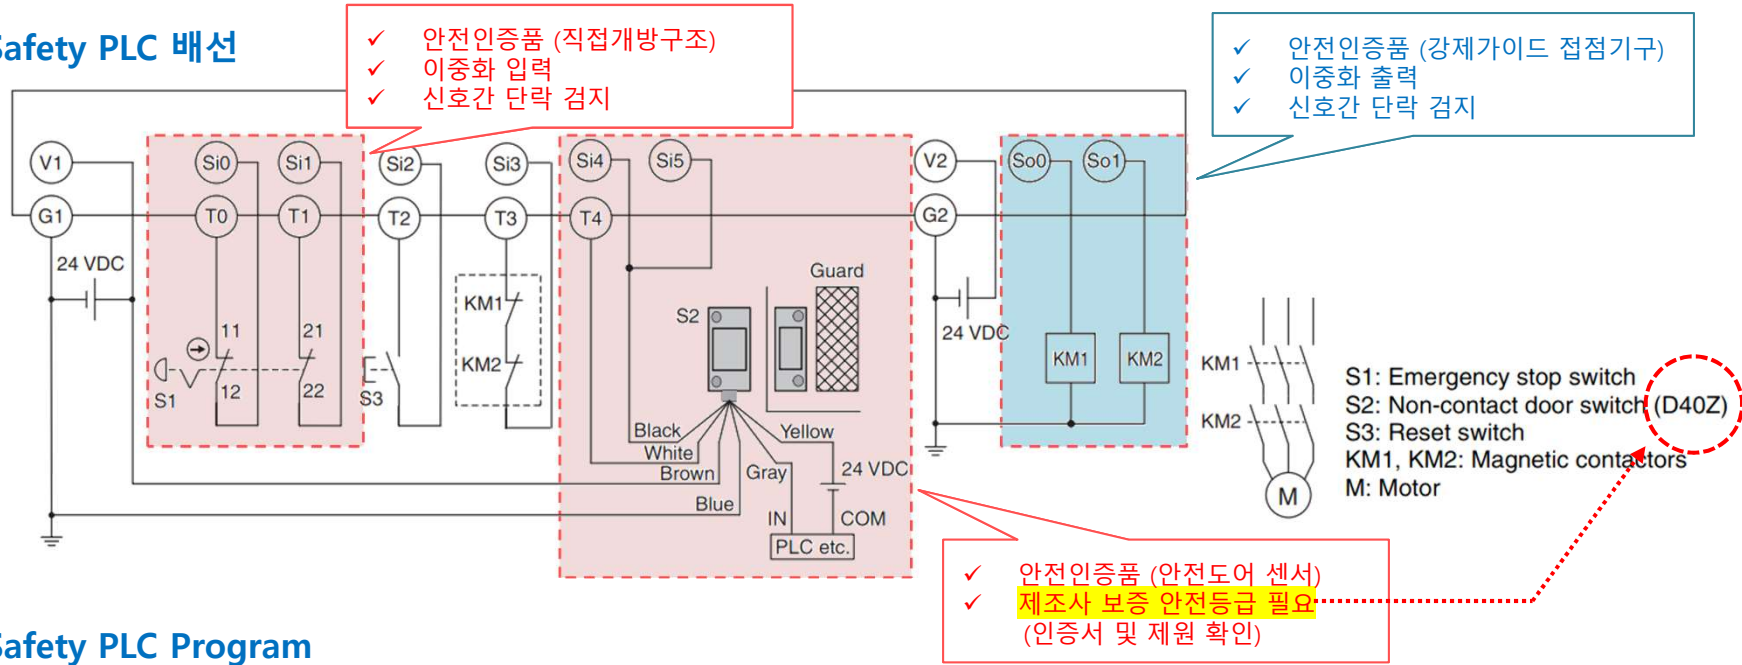 Safety PLC 배선
✓ 안전인증품 (직접개방구조)
✓ 이중화 입력
✓ 신호간 단락 검지
✓ 안전인증품 (강제가이드 접점기구)
✓ 이중화 출력
✓ 신호간 단락 검지
V1 Si0 Si1 Si2 Si3 Si4 Si5 V2 So0 So1
G1 T0 T1 T2 T3 T4 G2
24 VDC
Guard
KM1
S2
11 21
24 VDC
KM2
KM1 KM2
KM1
12 22
S1
S3
S1: Emergency stop switch
S2: Non-contact door switch (D40Z)
S3: Reset switch
KM1, KM2: Magnetic contactors
M: Motor
KM2
M
Black Yellow
White
Brown Gray 24 VDC
Blue
IN COM
PLC etc.
✓ 안전인증품 (안전도어 센서)
✓ 제조사 보증 안전등급 필요
(인증서 및 제원 확인)
Safety PLC Program